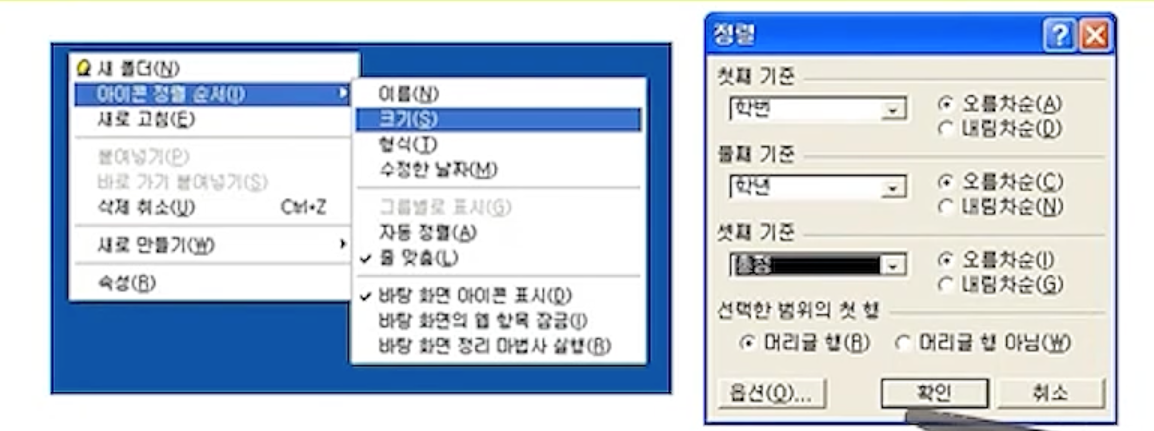 새 폴더(N)
아이콘 정렬 순서(I)
새로 고침(E)
붙여넣기(P)
바로 가기 붙여넣기(S)
삭제 취소(U) Ctrl+Z
새로 만들기(W)
속성(R)
이름(N)
크기(S)
형식(T)
수정한 날짜(M)
그룹별로 표시(G)
자동 정렬(A)
줄 맞춤(L)
바탕 화면 아이콘 표시(D)
바탕 화면의 웹 항목 잠금(I)
바탕 화면 정리 마법사 실행(R)
정렬
첫째 기준
학번
오름차순(A)
내림차순(D)
둘째 기준
학년
오름차순(C)
내림차순(N)
셋째 기준
총점
오름차순(I)
내림차순(G)
선택한 범위의 첫 행
머리글 행(R) 머리글 행 아님(W)
옵션(O)... 확인 취소